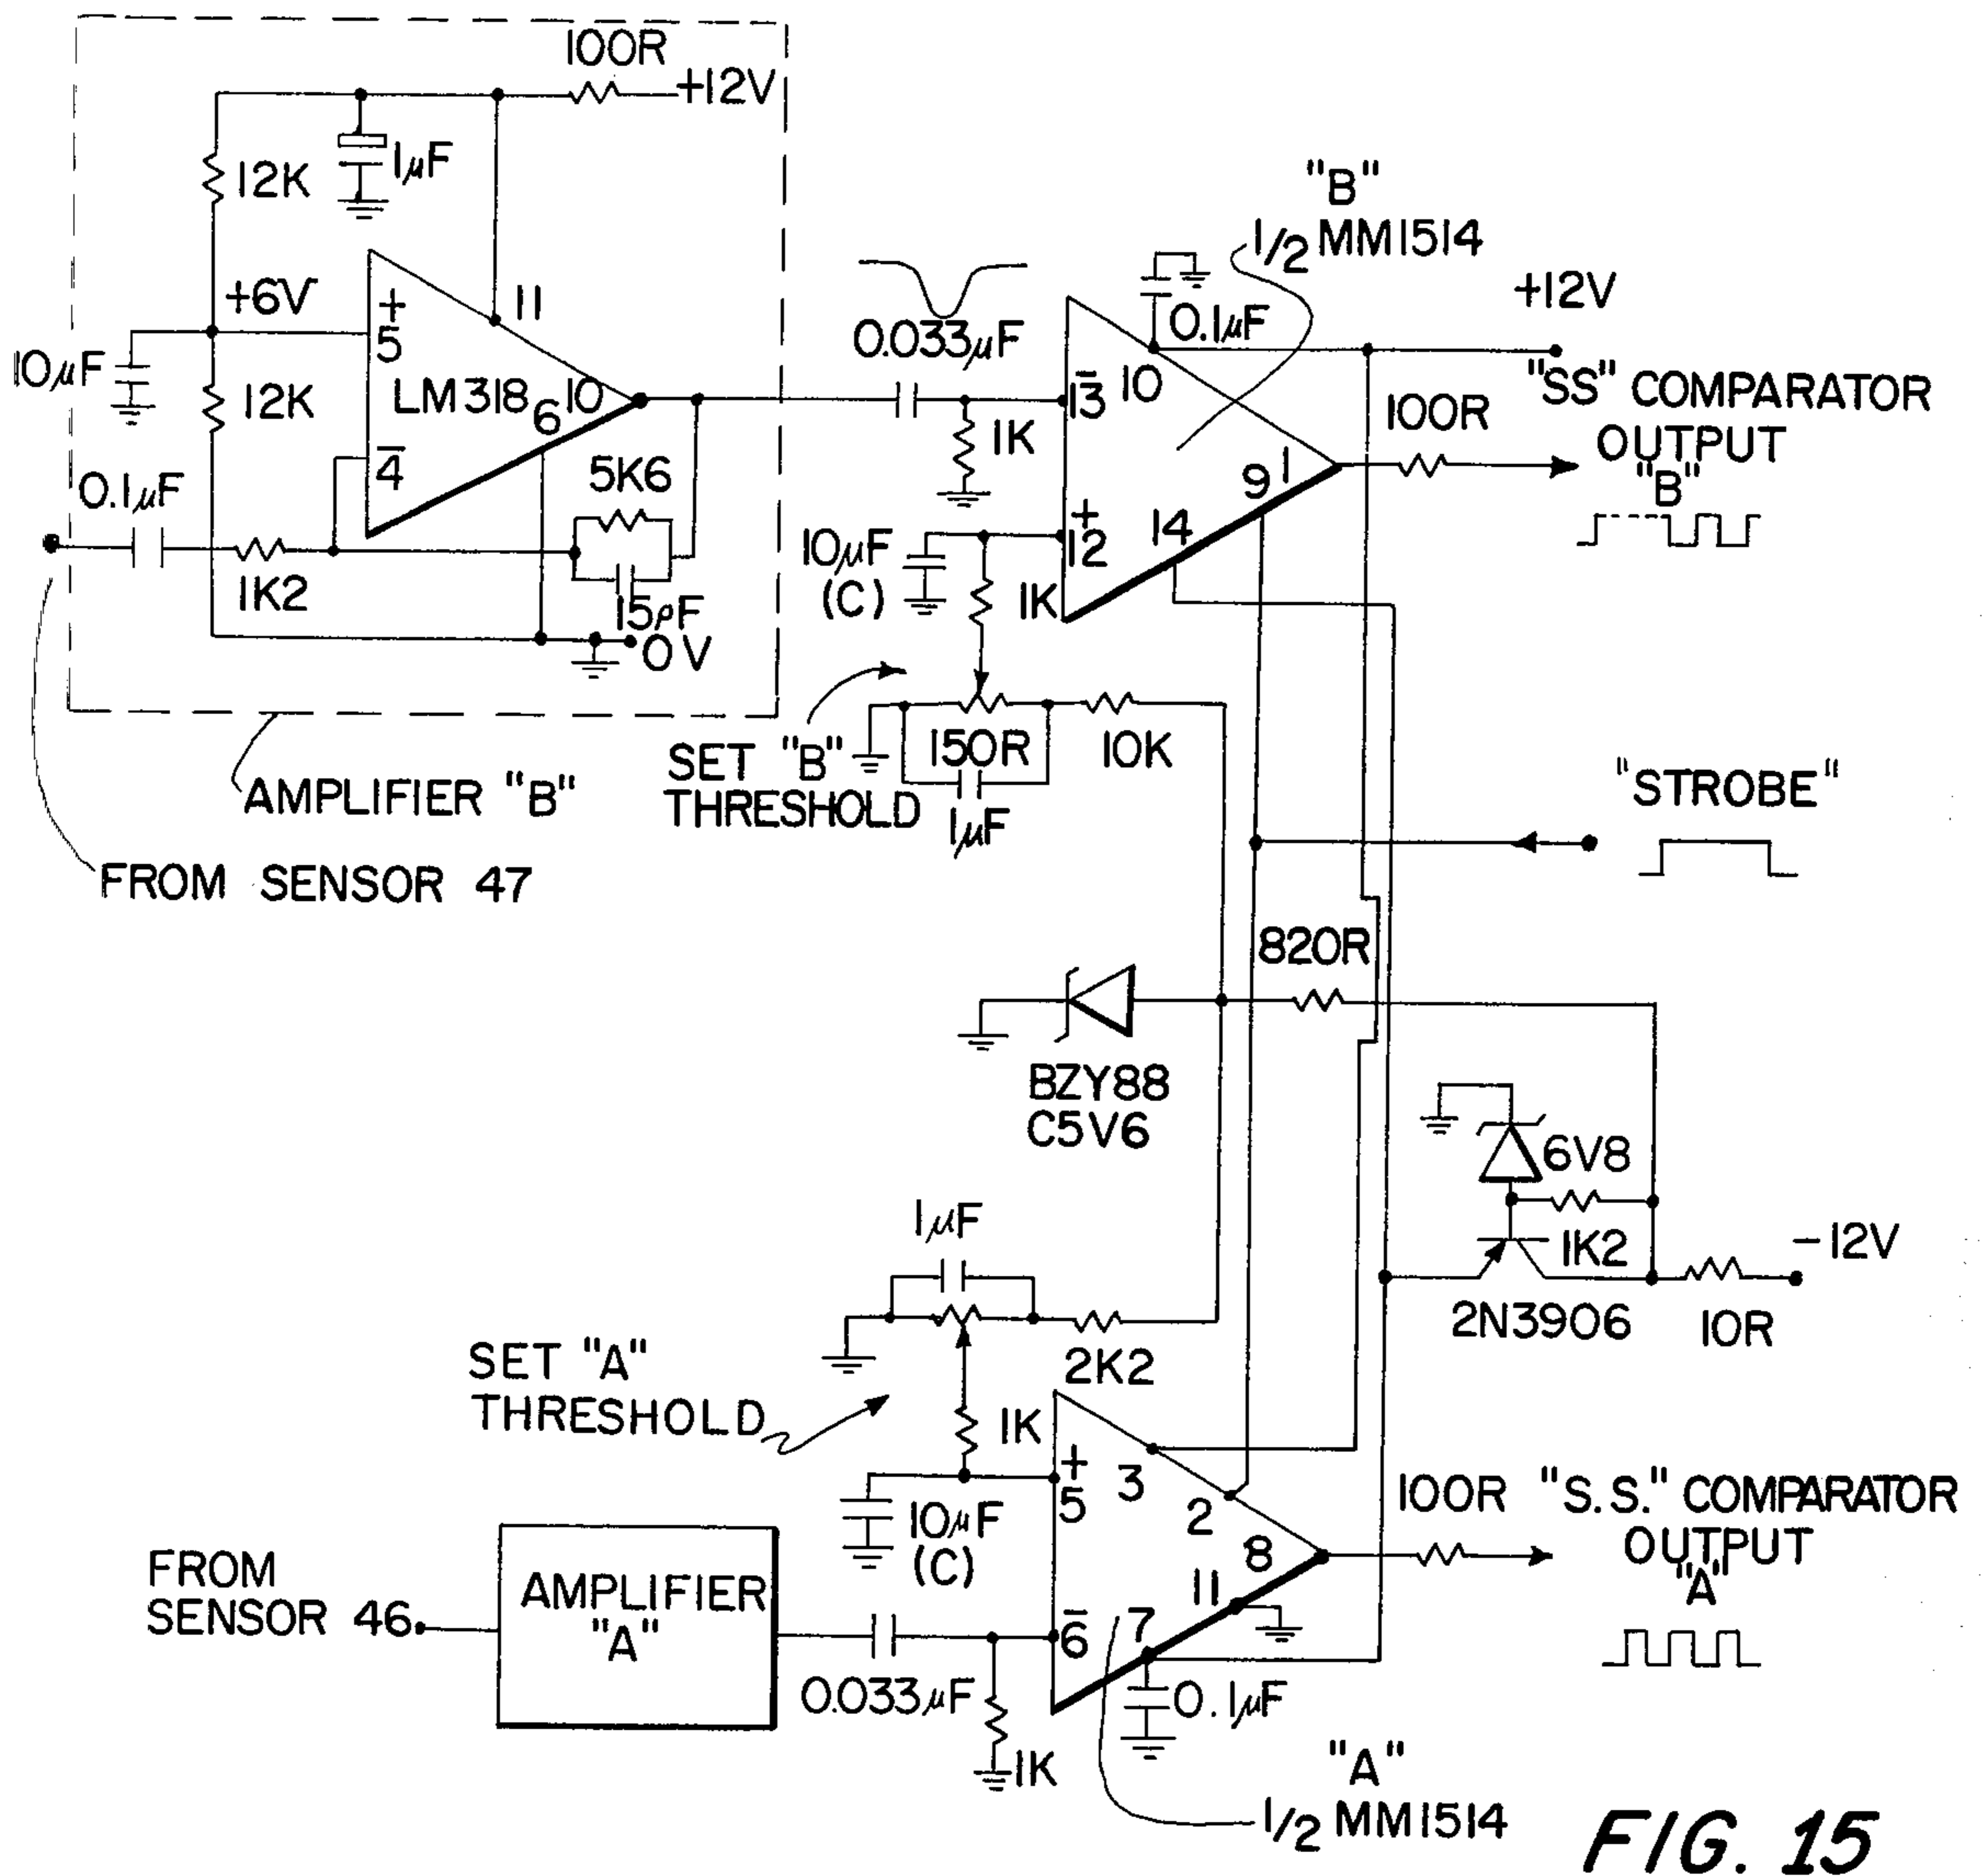 100R
+12V
12K
1μF
"B"
1/2 MM1514
+6V
11
+
5
10μF
12K
LM318
6
10
4
0.1μF
1K2
5K6
15pF
0V
0.033μF
0.1μF
+12V
13
10
1K
100R
"SS" COMPARATOR
OUTPUT
"B"
9
1
14
+
12
10μF
(C)
1K
SET "B"
THRESHOLD
150R
1μF
10K
AMPLIFIER "B"
"STROBE"
FROM SENSOR 47
820R
BZY88
C5V6
6V8
1K2
-12V
2N3906
10R
1μF
SET "A"
THRESHOLD
2K2
1K
+
5
3
2
10μF
(C)
8
11
7
6
100R
"S.S." COMPARATOR
OUTPUT
"A"
FROM
SENSOR 46
AMPLIFIER
"A"
0.033μF
1K
0.1μF
"A"
1/2 MM1514
FIG. 15